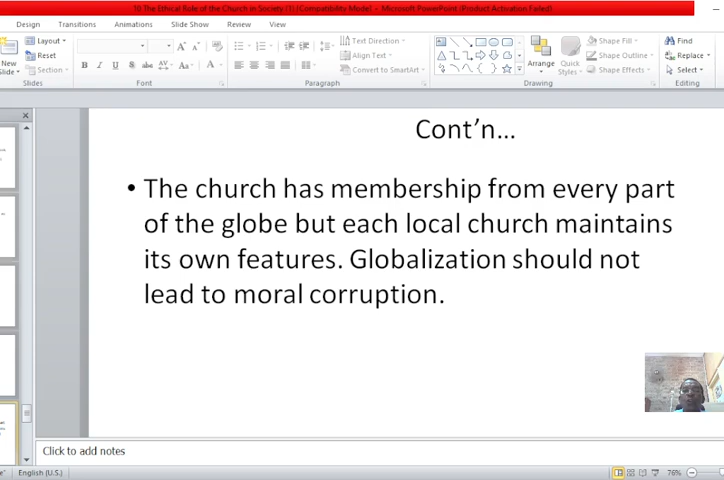 10 The Ethical Role of the Church in Society (1) [Compatibility Mode] - Microsoft PowerPoint (Product Activation Failed)
Design Transitions Animations Slide Show Review View
Layout Text Direction Shape Fill Find
New Slide Reset Align Text Arrange Quick Styles Shape Outline Replace
Section B I U S abc AV Aa A Convert to SmartArt Shape Effects Select
Slides Font Paragraph Drawing Editing
Cont'n...
• The church has membership from every part
of the globe but each local church maintains
its own features. Globalization should not
lead to moral corruption.
Click to add notes
English (U.S.) 76%